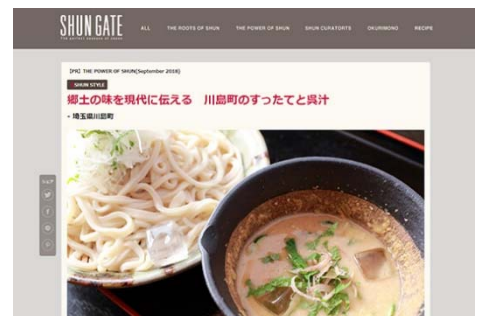 SHUN GATE
ALL THE ROOTS OF SHUN THE POWER OF SHUN SHUN CURATORTS OKURIMONO RECIPE
[PR] THE POWER OF SHUN[September 2018]
SHUN STYLE
郷土の味を現代に伝える 川島町のすったてと呉汁
- 埼玉県川島町